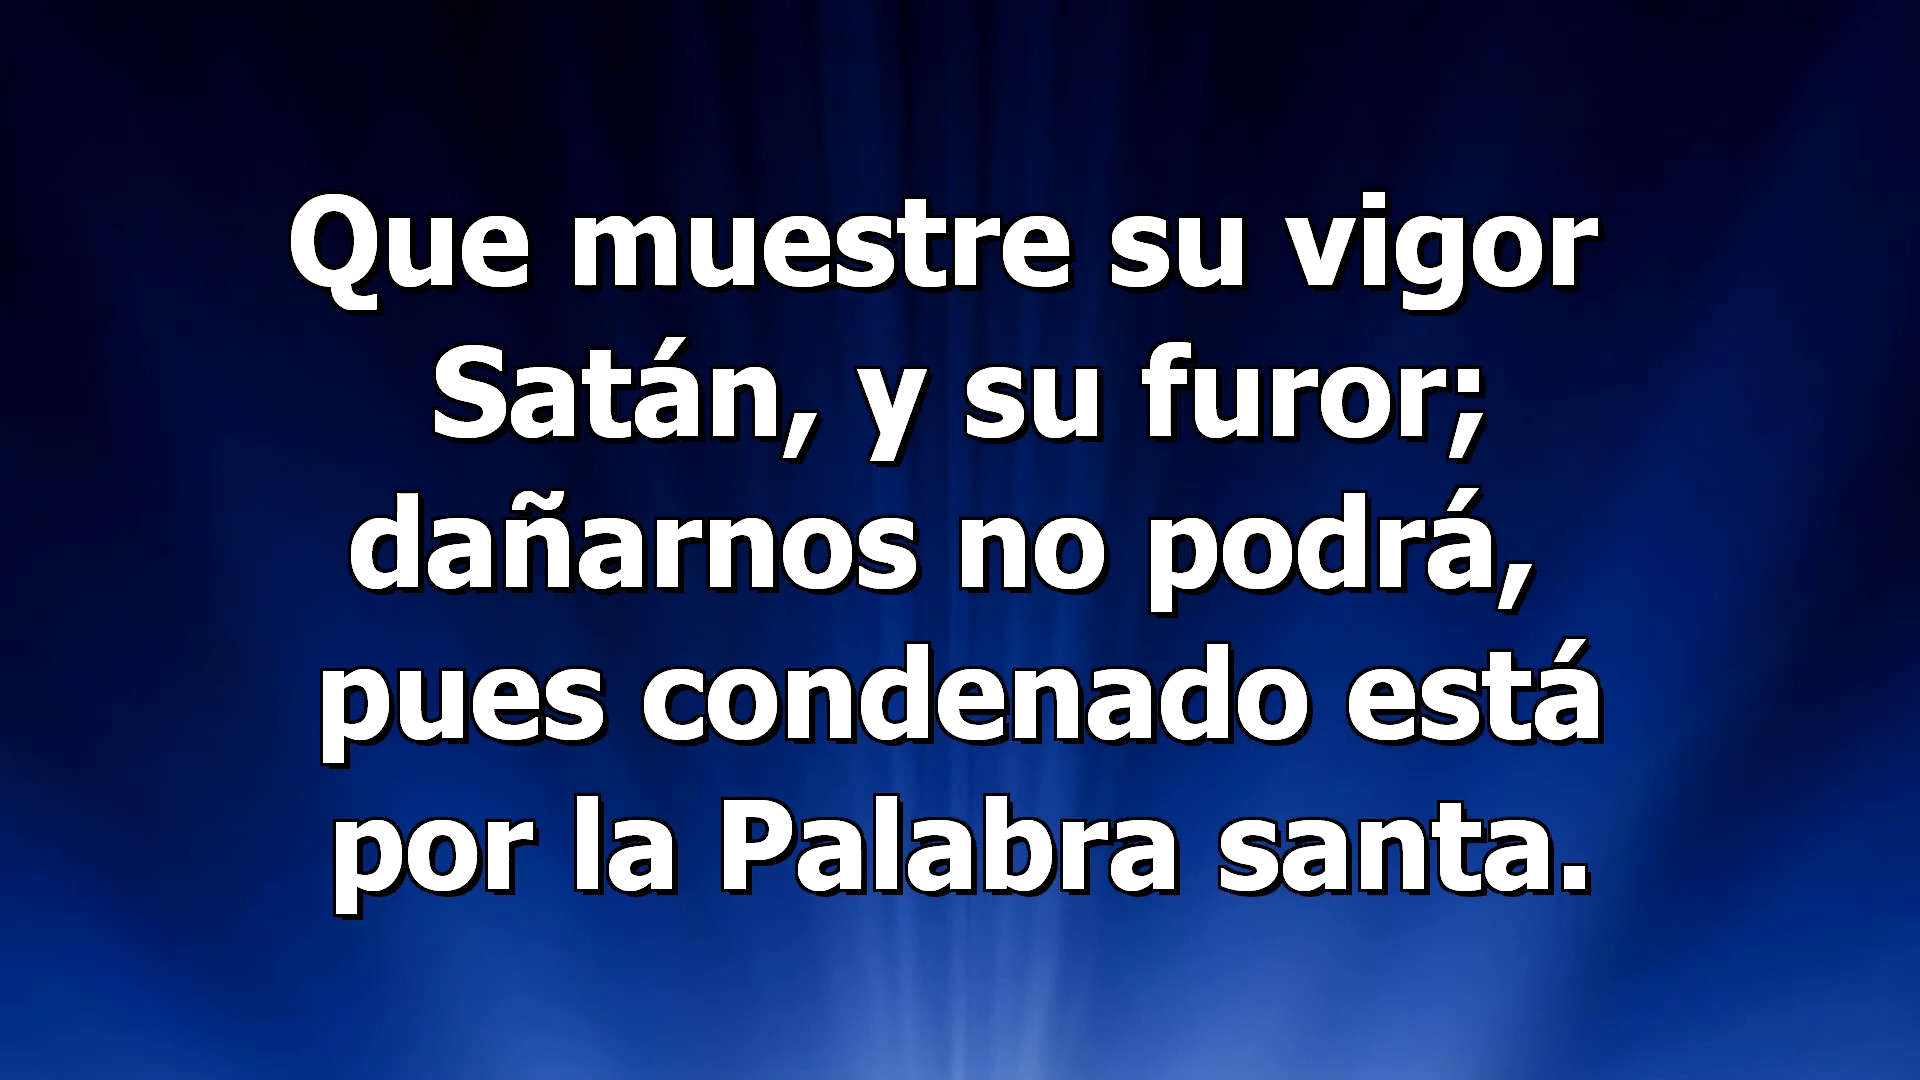 Que muestre su vigor
Satán, y su furor;
dañarnos no podrá,
pues condenado está
por la Palabra santa.